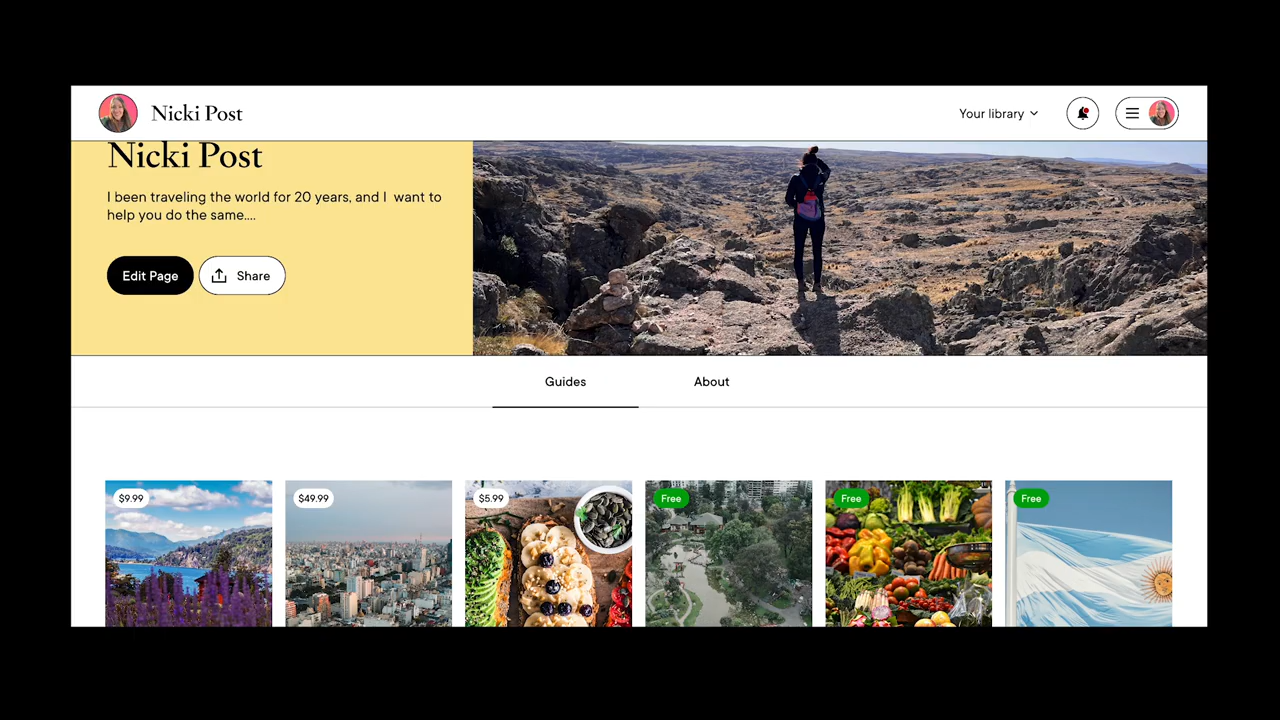 Nicki Post
Your library
Nicki Post
I been traveling the world for 20 years, and I  want to
help you do the same....
Edit Page
Share
Guides
About
$9.99
$49.99
$5.99
Free
Free
Free